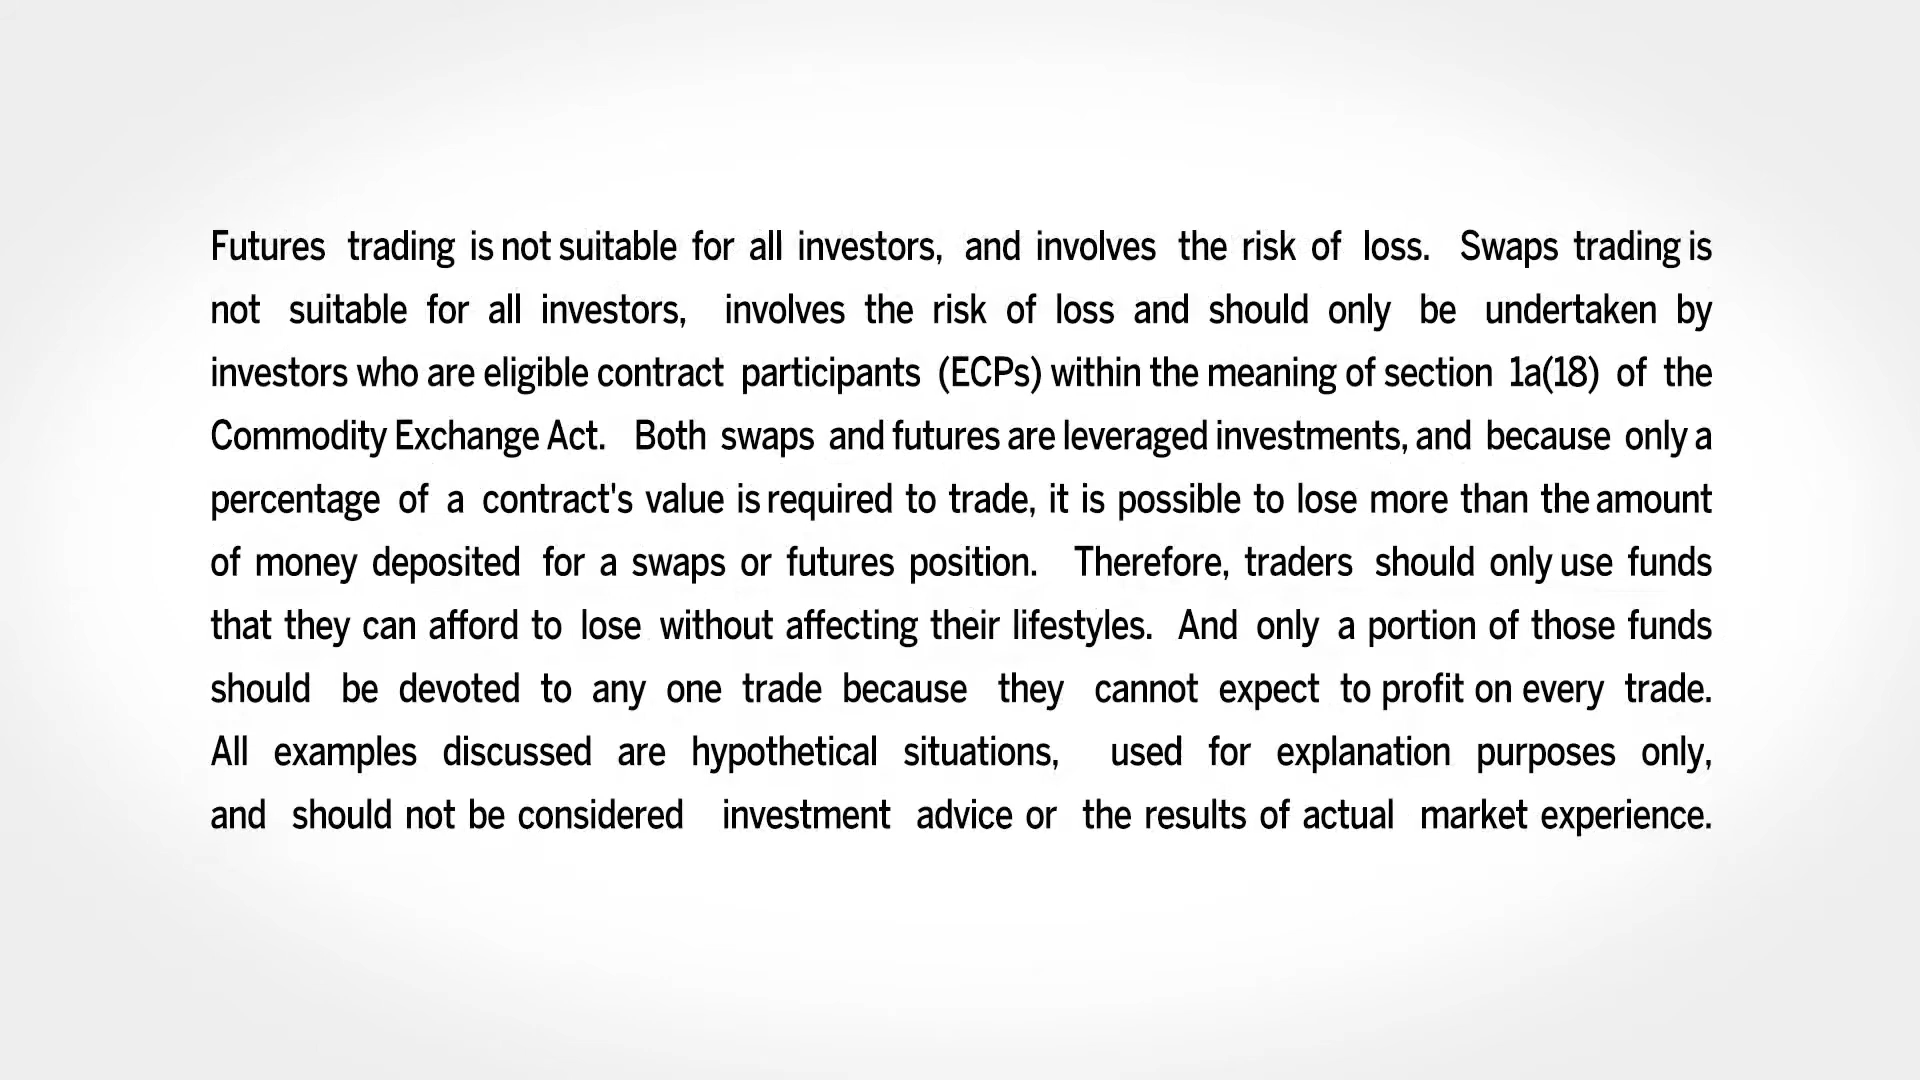 Futures trading is not suitable for all investors, and involves the risk of loss. Swaps trading is
not suitable for all investors, involves the risk of loss and should only be undertaken by
investors who are eligible contract participants (ECPs) within the meaning of section 1a(18) of the
Commodity Exchange Act. Both swaps and futures are leveraged investments, and because only a
percentage of a contract's value is required to trade, it is possible to lose more than the amount
of money deposited for a swaps or futures position. Therefore, traders should only use funds
that they can afford to lose without affecting their lifestyles. And only a portion of those funds
should be devoted to any one trade because they cannot expect to profit on every trade.
All examples discussed are hypothetical situations, used for explanation purposes only,
and should not be considered investment advice or the results of actual market experience.